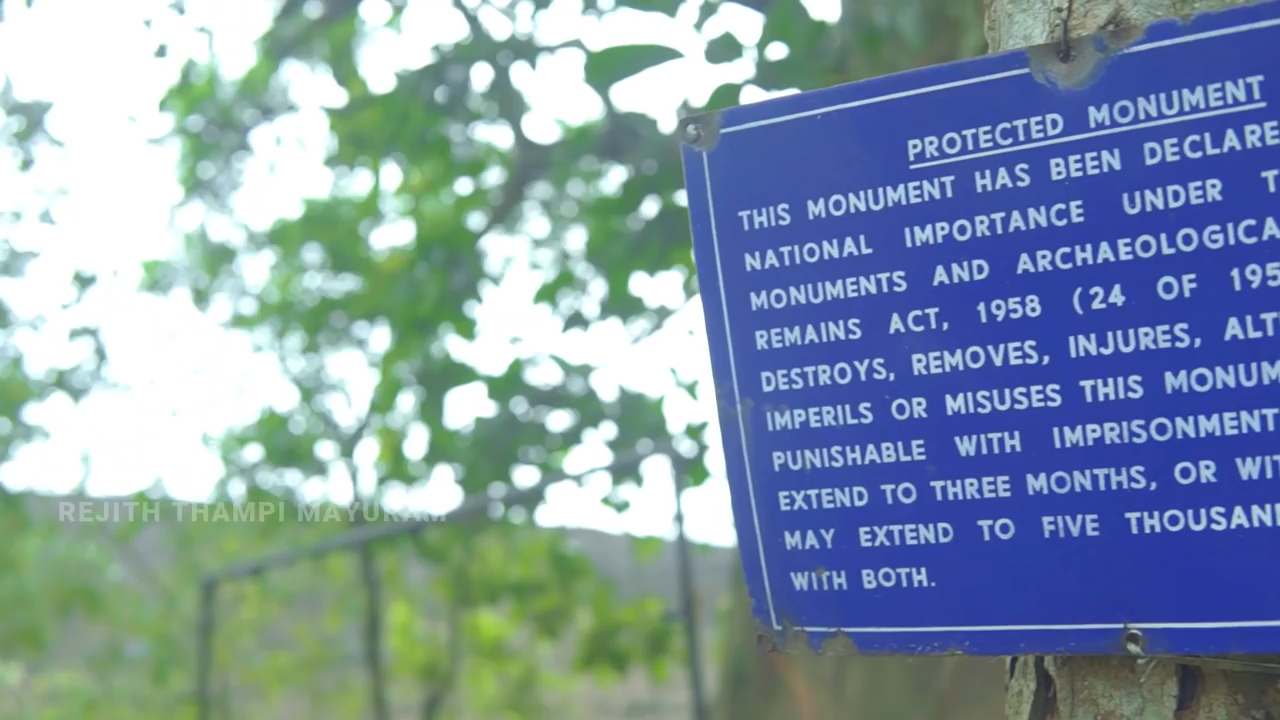 PROTECTED MONUMENT
THIS MONUMENT HAS BEEN DECLARE
NATIONAL IMPORTANCE UNDER T
MONUMENTS AND ARCHAEOLOGICA
REMAINS ACT, 1958 (24 OF 195
DESTROYS, REMOVES, INJURES, ALT
IMPERILS OR MISUSES THIS MONUM
PUNISHABLE WITH IMPRISONMENT
EXTEND TO THREE MONTHS, OR WIT
MAY EXTEND TO FIVE THOUSAN
WITH BOTH.
REJITH THAMPI